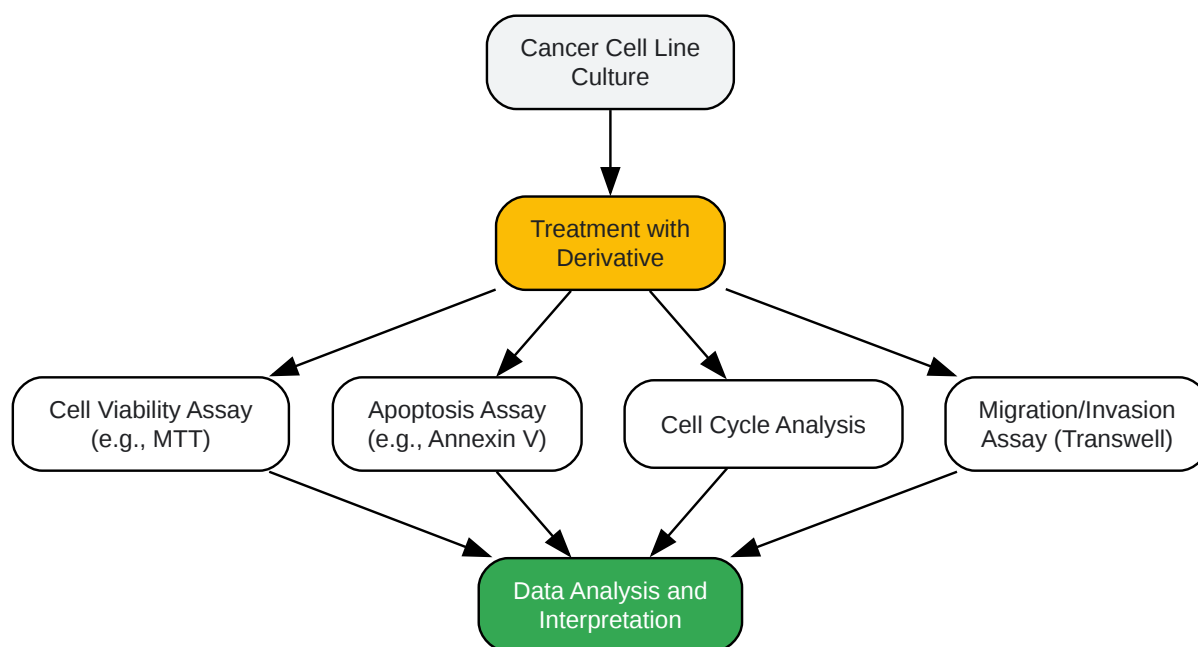 Cancer Cell Line
Culture
Treatment with
Derivative
Cell Viability Assay
(e.g., MTT)
Apoptosis Assay
(e.g., Annexin V)
Cell Cycle Analysis
Migration/Invasion
Assay (Transwell)
Data Analysis and
Interpretation